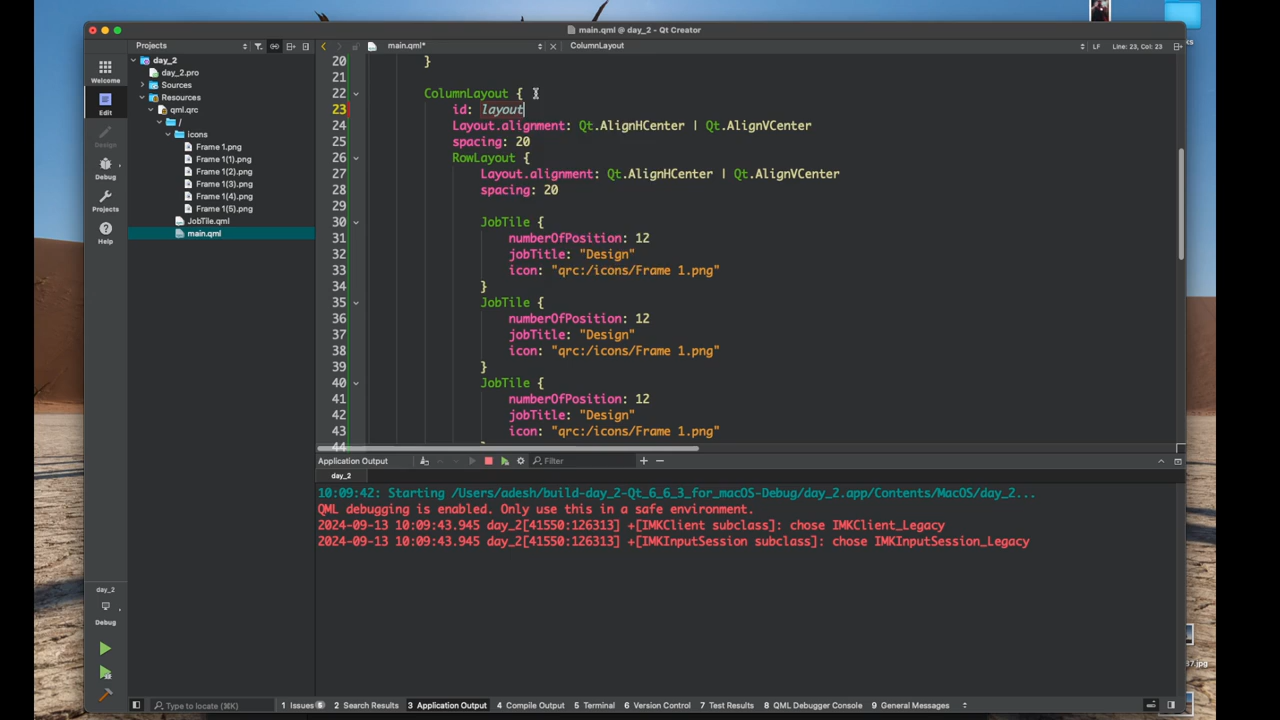 main.qml @ day_2 - Qt Creator
Projects
main.qml*
ColumnLayout
LF
Line: 23, Col: 23
Welcome
Edit
Design
Debug
Projects
Help
day_2
Debug
day_2
day_2.pro
Sources
Resources
qml.qrc
/
icons
Frame 1.png
Frame 1(1).png
Frame 1(2).png
Frame 1(3).png
Frame 1(4).png
Frame 1(5).png
JobTile.qml
main.qml
20 }
21
22 ColumnLayout {
23 id: layout
24 Layout.alignment: Qt.AlignHCenter | Qt.AlignVCenter
25 spacing: 20
26 RowLayout {
27 Layout.alignment: Qt.AlignHCenter | Qt.AlignVCenter
28 spacing: 20
29
30 JobTile {
31 numberOfPosition: 12
32 jobTitle: "Design"
33 icon: "qrc:/icons/Frame 1.png"
34 }
35 JobTile {
36 numberOfPosition: 12
37 jobTitle: "Design"
38 icon: "qrc:/icons/Frame 1.png"
39 }
40 JobTile {
41 numberOfPosition: 12
42 jobTitle: "Design"
43 icon: "qrc:/icons/Frame 1.png"
44
Application Output
Filter
day_2
10:09:42: Starting /Users/adesh/build-day_2-Qt_6_6_3_for_macOS-Debug/day_2.app/Contents/MacOS/day_2...
QML debugging is enabled. Only use this in a safe environment.
2024-09-13 10:09:43.945 day_2[41550:126313] +[IMKClient subclass]: chose IMKClient_Legacy
2024-09-13 10:09:43.945 day_2[41550:126313] +[IMKInputSession subclass]: chose IMKInputSession_Legacy
Type to locate (⌘K)
1 Issues 5
2 Search Results
3 Application Output
4 Compile Output
5 Terminal
6 Version Control
7 Test Results
8 QML Debugger Console
9 General Messages